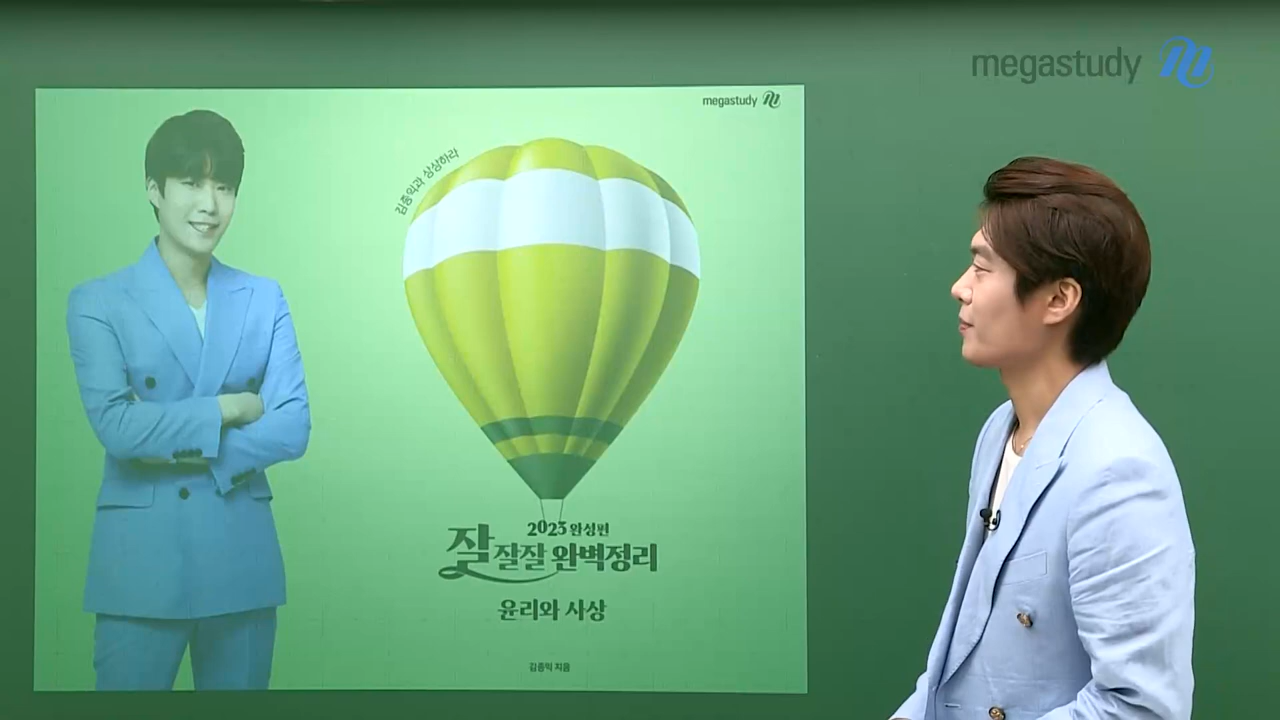 megastudy
megastudy
김종익과 상상하라
2023 완성편
잘 잘잘 완벽정리
윤리와 사상
김종익 지음